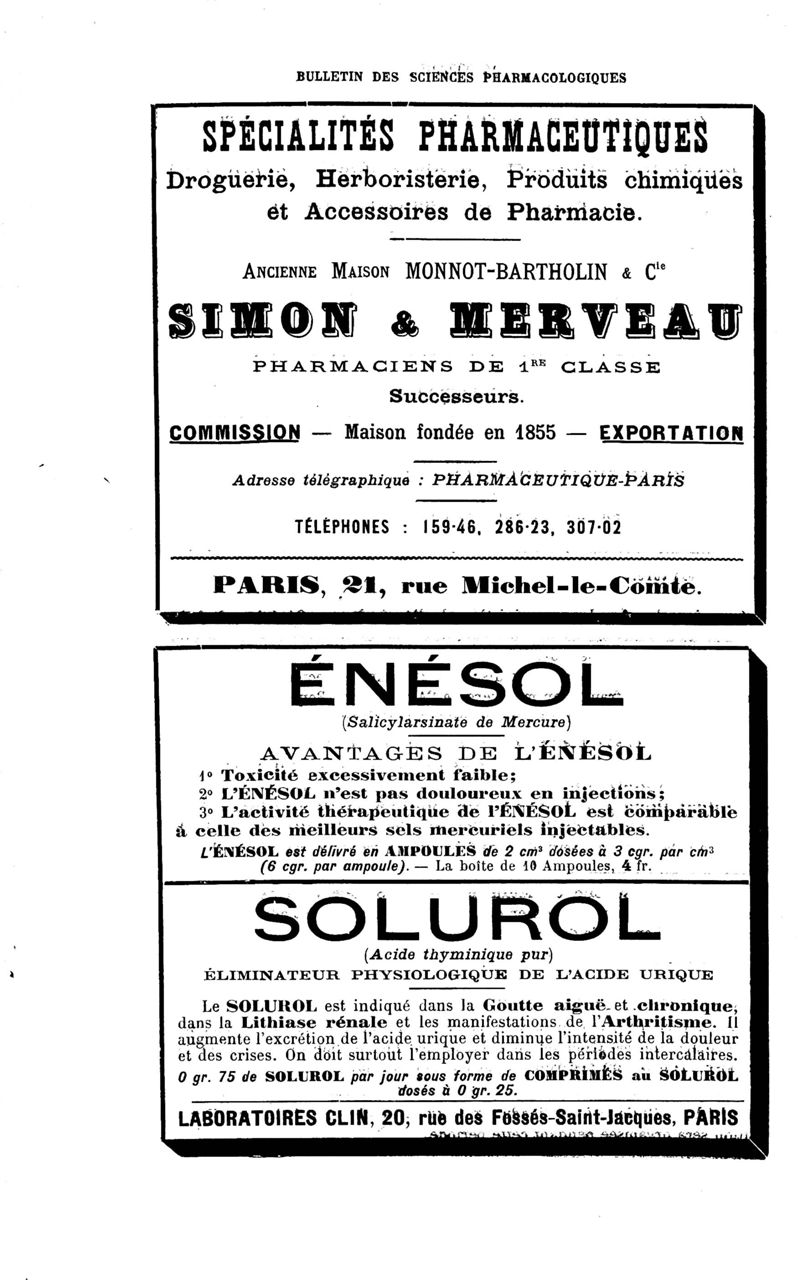 BULLETIN DES SCIENCES PHARMACOLOGIQUES
SPÉCIALITÉS PHARMACEUTIQUES
Droguerie, Herboristerie, Produits chimiques
et Accessoires de Pharmacie.
ANCIENNE MAISON MONNOT-BARTHOLIN & Cie
SIMON & MERVEAU
PHARMACIENS DE 1RE CLASSE
Successeurs.
COMMISSION — Maison fondée en 1855 — EXPORTATION
Adresse télégraphique : PHARMACEUTIQUE-PARIS
TÉLÉPHONES : 159-46, 286-23, 307-02
PARIS, 21, rue Michel-le-Comte.
ÉNÉSOL
(Salicylarsinate de Mercure)
AVANTAGES DE L'ÉNÉSOL
1° Toxicité excessivement faible;
2° L'ÉNÉSOL n'est pas douloureux en injections;
3° L'activité thérapeutique de l'ÉNÉSOL est comparable
à celle des meilleurs sels mercuriels injectables.
L'ÉNÉSOL est délivré en AMPOULES de 2 cm³ dosées à 3 cgr. par cm³
(6 cgr. par ampoule). — La boîte de 10 Ampoules, 4 fr.
SOLUROL
(Acide thyminique pur)
ÉLIMINATEUR PHYSIOLOGIQUE DE L'ACIDE URIQUE
Le SOLUROL est indiqué dans la Goutte aiguë et chronique,
dans la Lithiase rénale et les manifestations de l'Arthritisme. Il
augmente l'excrétion de l'acide urique et diminue l'intensité de la douleur
et des crises. On doit surtout l'employer dans les périodes intercalaires.
0 gr. 75 de SOLUROL par jour sous forme de COMPRIMÉS au SOLUROL
dosés à 0 gr. 25.
LABORATOIRES CLIN, 20, rue des Fossés-Saint-Jacques, PARIS